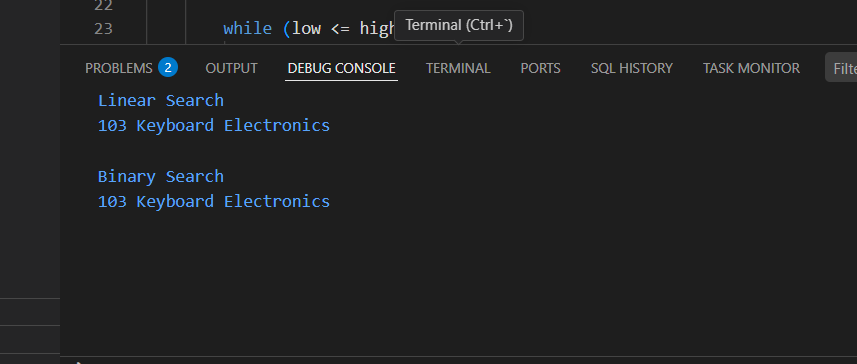 22
23 while (low <= high
Terminal (Ctrl+`)
PROBLEMS 2 OUTPUT DEBUG CONSOLE TERMINAL PORTS SQL HISTORY TASK MONITOR Filte
Linear Search
103 Keyboard Electronics
Binary Search
103 Keyboard Electronics